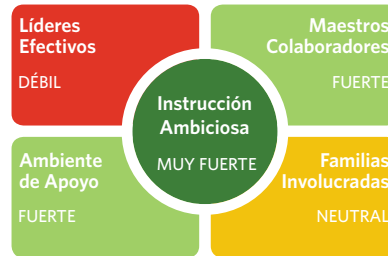 Líderes
Efectivos
DÉBIL
Maestros
Colaboradores
FUERTE
Instrucción
Ambiciosa
MUY FUERTE
Ambiente
de Apoyo
FUERTE
Familias
Involucradas
NEUTRAL